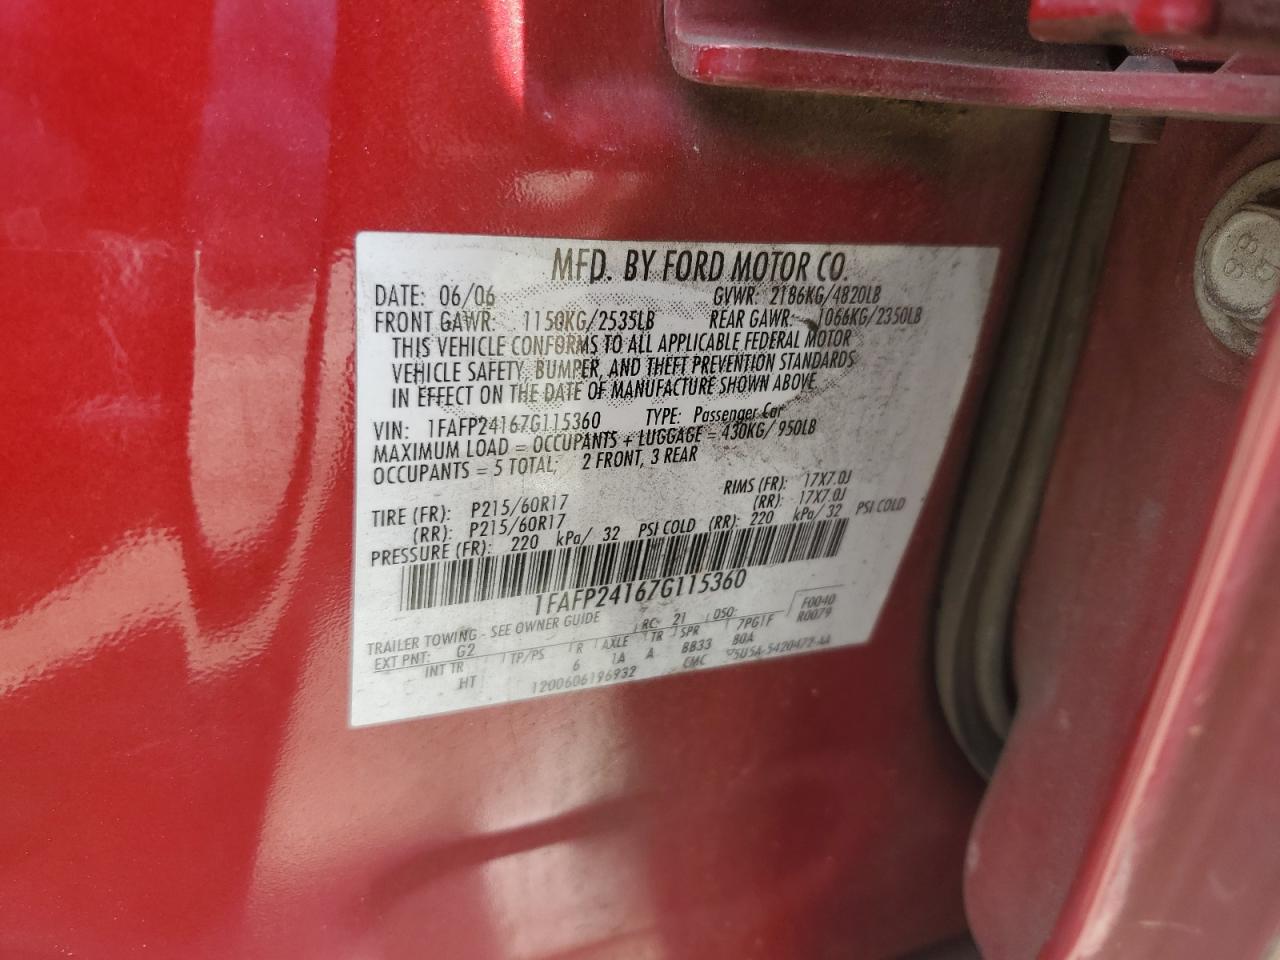 MFD. BY FORD MOTOR CO.
DATE: 06/06 GVWR: 2186KG/4820LB
FRONT GAWR: 1150KG/2535LB REAR GAWR: 1066KG/2350LB
THIS VEHICLE CONFORMS TO ALL APPLICABLE FEDERAL MOTOR
VEHICLE SAFETY, BUMPER, AND THEFT PREVENTION STANDARDS
IN EFFECT ON THE DATE OF MANUFACTURE SHOWN ABOVE.
VIN: 1FAFP24167G115360 TYPE: Passenger Car
MAXIMUM LOAD = OCCUPANTS + LUGGAGE = 430KG/950LB
OCCUPANTS = 5 TOTAL, 2 FRONT, 3 REAR
TIRE (FR): P215/60R17 RIMS (FR): 17X7.0J
(RR): P215/60R17 (RR): 17X7.0J
PRESSURE (FR): 220 kPa/ 32 PSI COLD (RR): 220 kPa/ 32 PSI COLD
1FAFP24167G115360
TRAILER TOWING - SEE OWNER GUIDE
EXT PNT: G2 RC: 21 DSO: F0040
R0079
INT TR TP/PS R AXLE TR SPR 7PG1F
HT 6 1A A BB33 80A
1200606196932 CMC 5U5A-5420472-AA
88